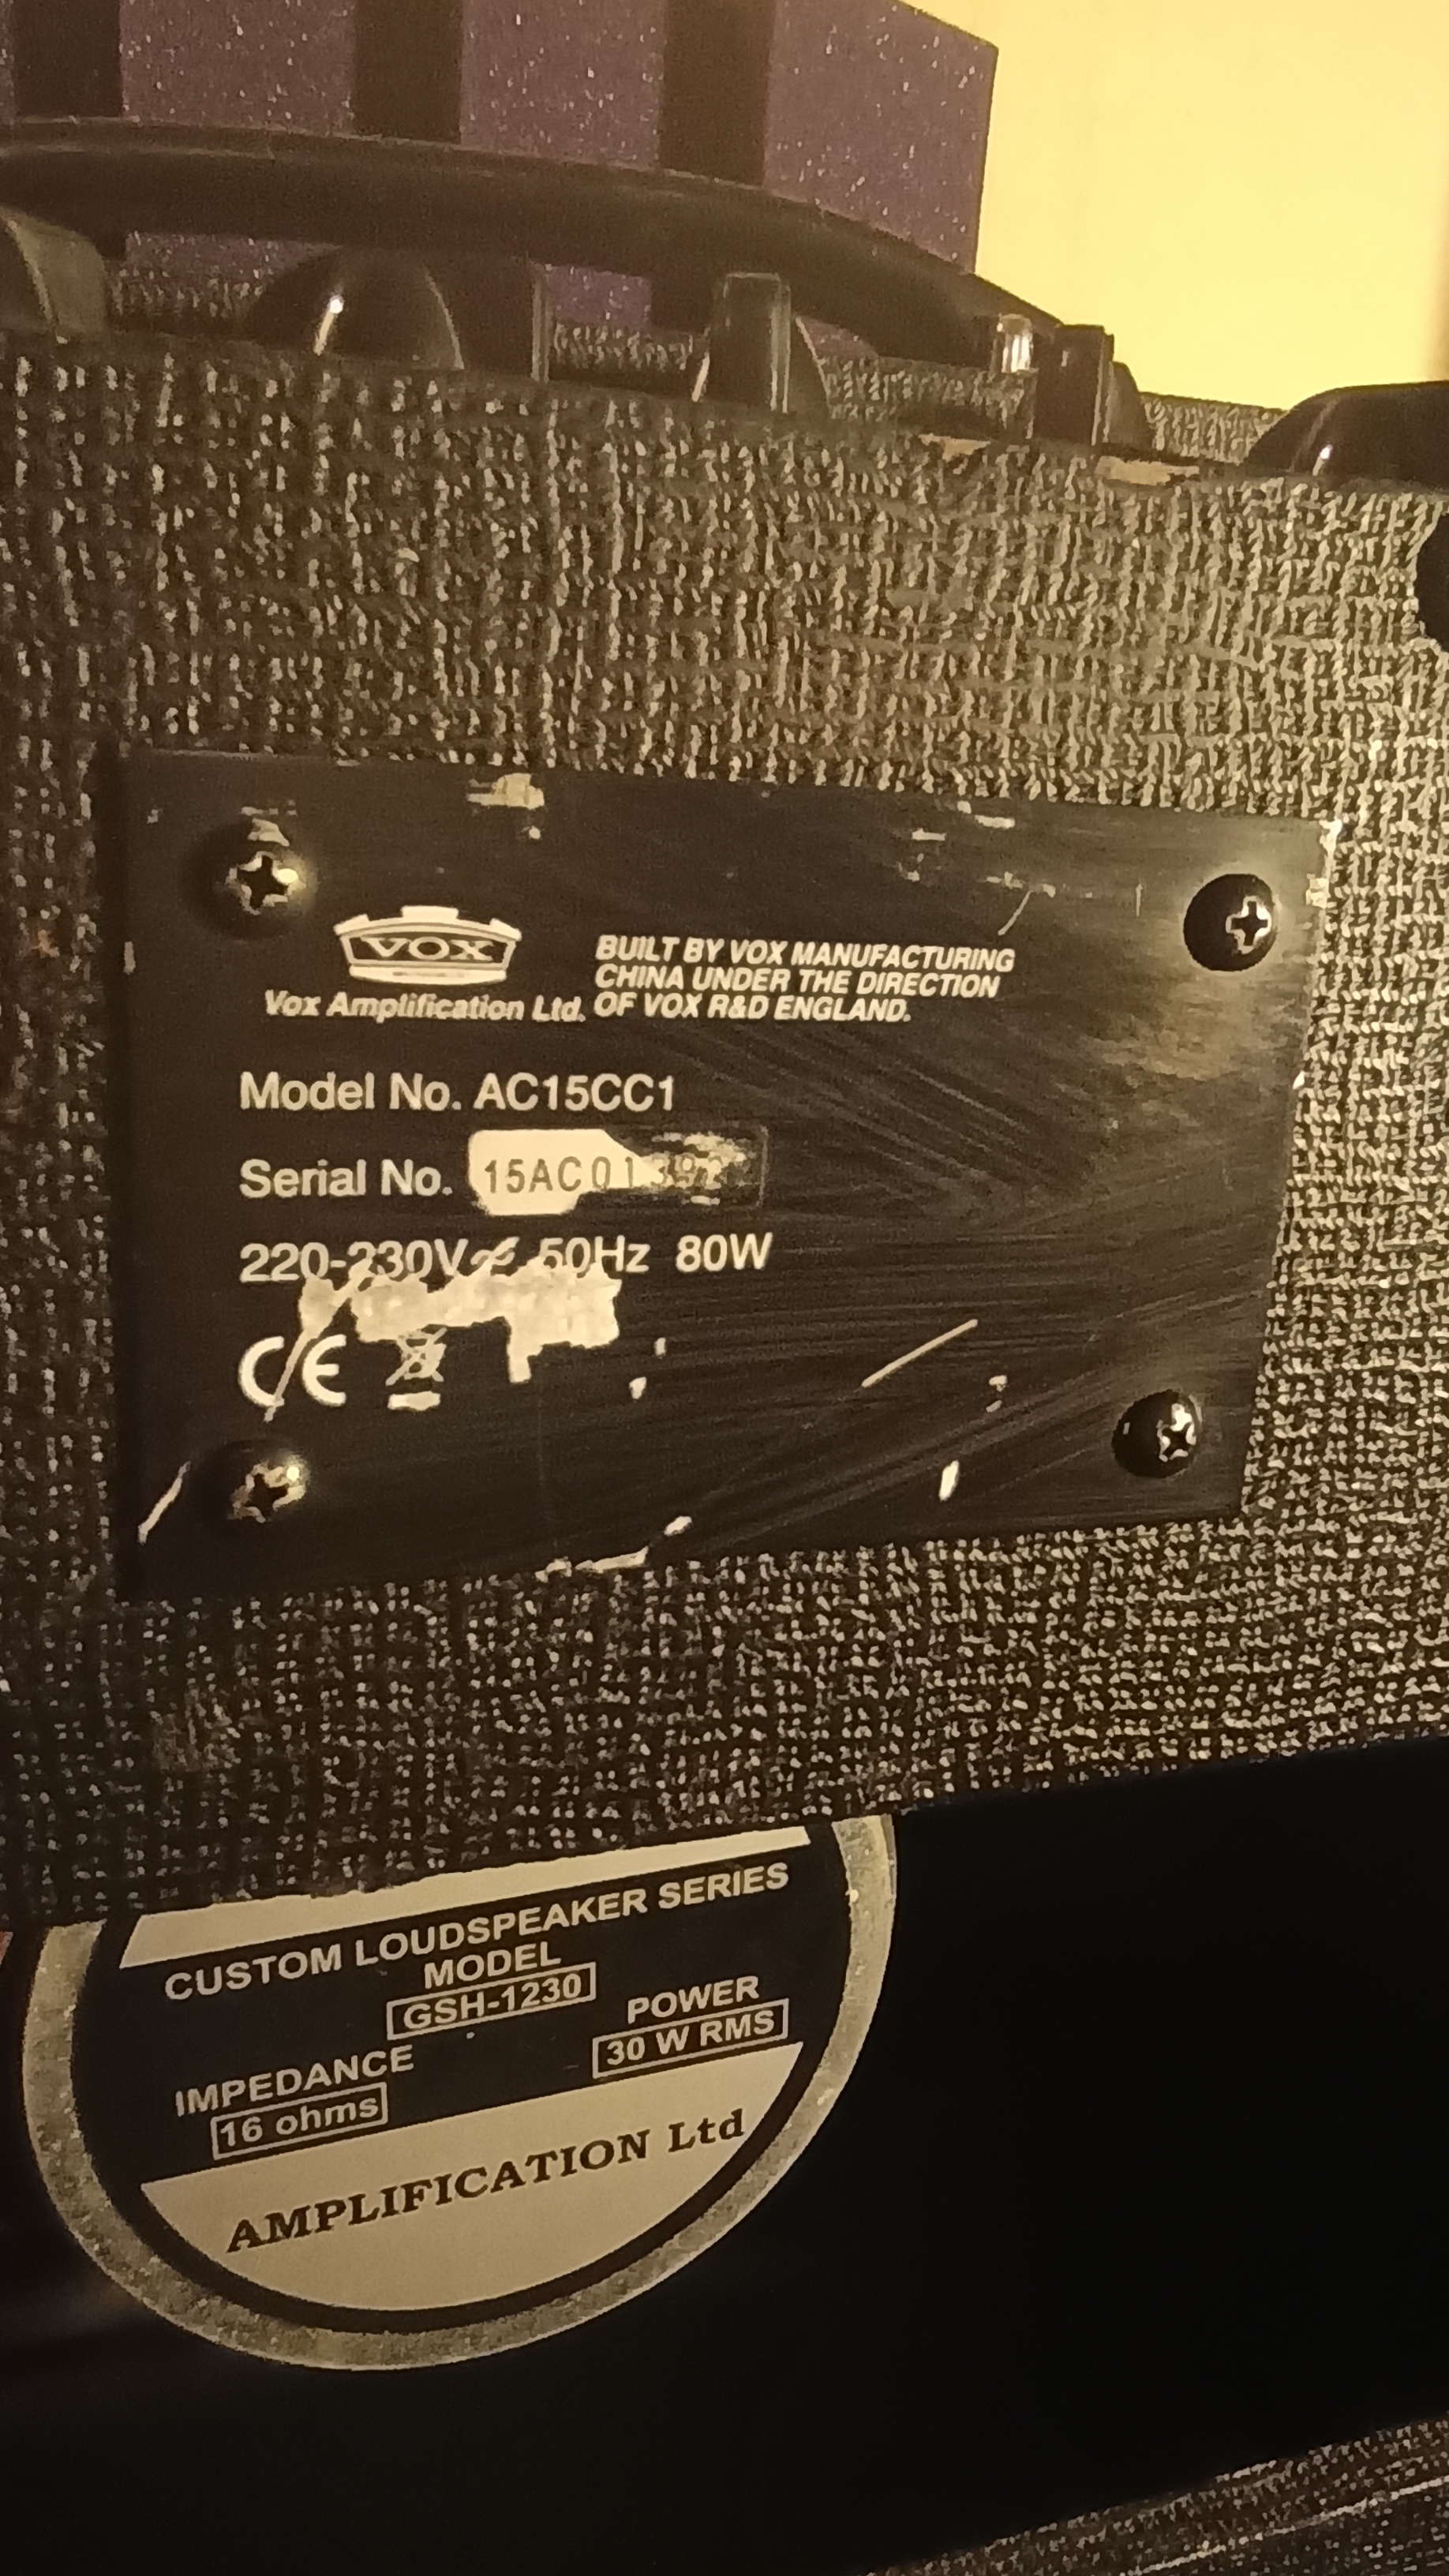 VOX
Vox Amplification Ltd.
BUILT BY VOX MANUFACTURING
CHINA UNDER THE DIRECTION
OF VOX R&D ENGLAND.
Model No. AC15CC1
Serial No.
220-230V~ 50Hz 80W
CE
CUSTOM LOUDSPEAKER SERIES
MODEL
GSH-1230
POWER
30 W RMS
IMPEDANCE
16 ohms
AMPLIFICATION Ltd